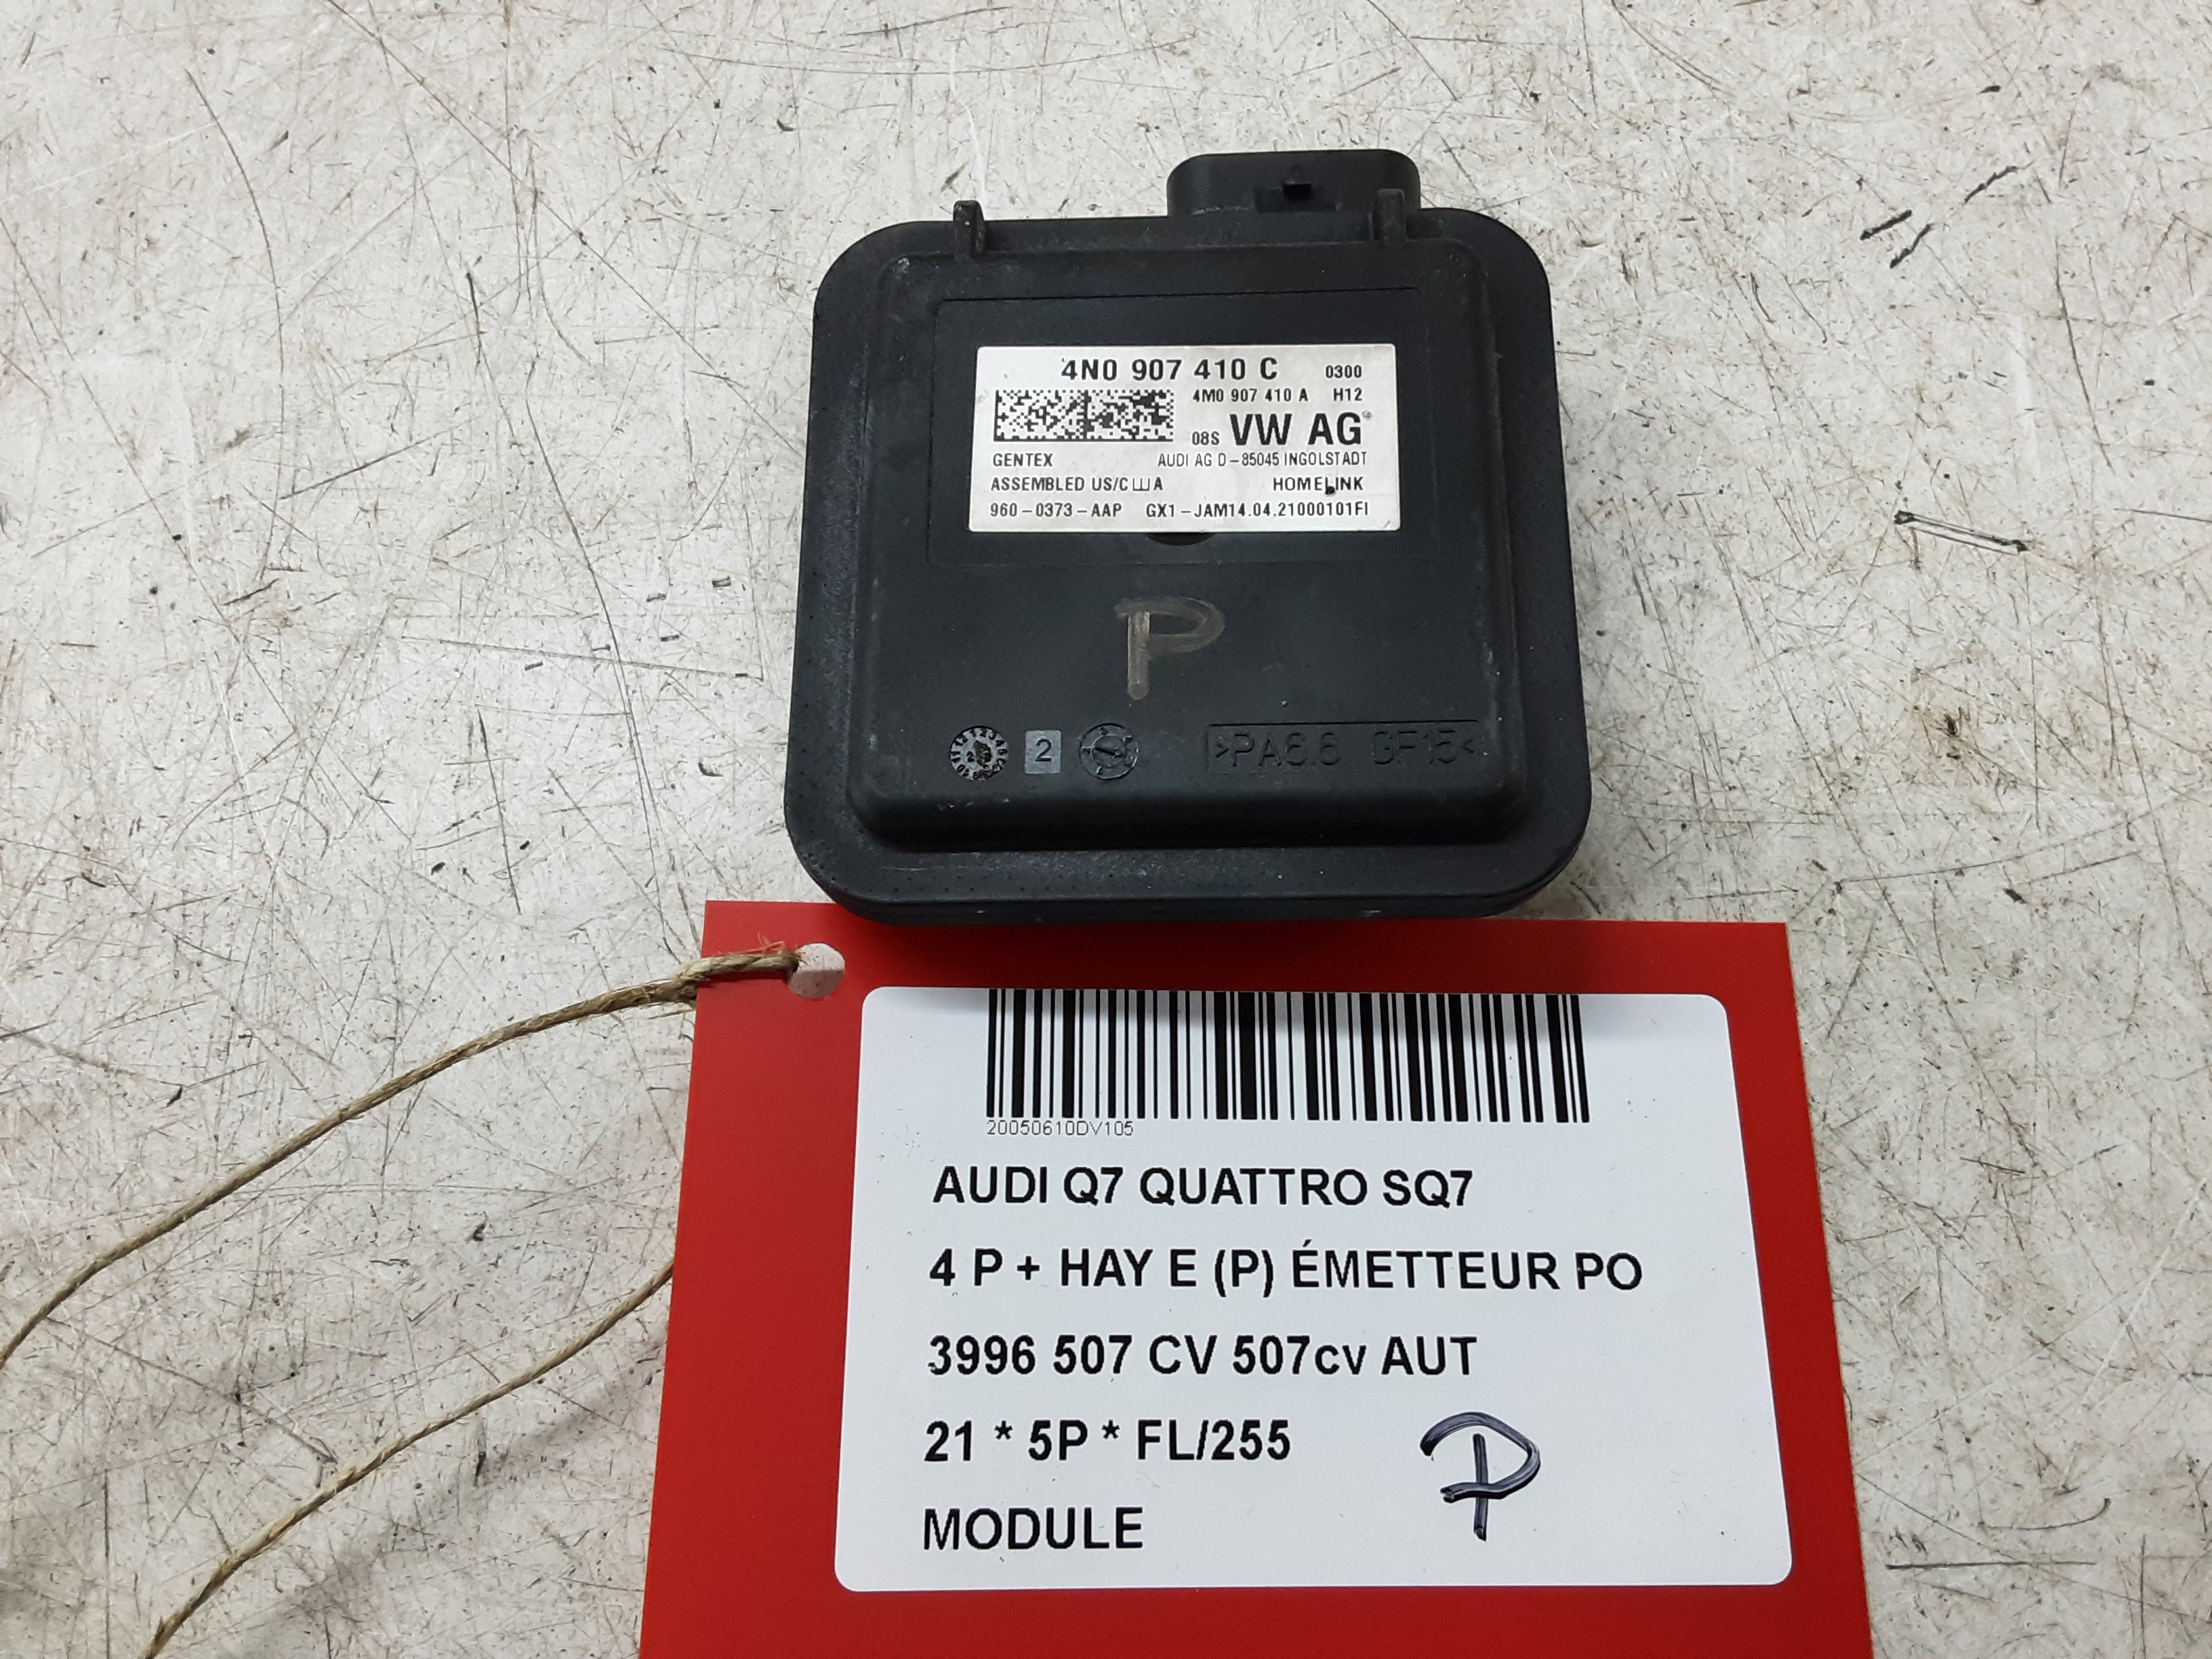 4N0 907 410 C 0300
4M0 907 410 A H12
08S VW AG
GENTEX AUDI AG D-85045 INGOLSTADT
ASSEMBLED US/C A HOMELINK
960-0373-AAP GX1-JAM14.04.21000101FI
P
2 >PA6.6 GF15<
20050610DV105
AUDI Q7 QUATTRO SQ7
4 P + HAY E (P) ÉMETTEUR PO
3996 507 CV 507cv AUT
21 * 5P * FL/255
P
MODULE